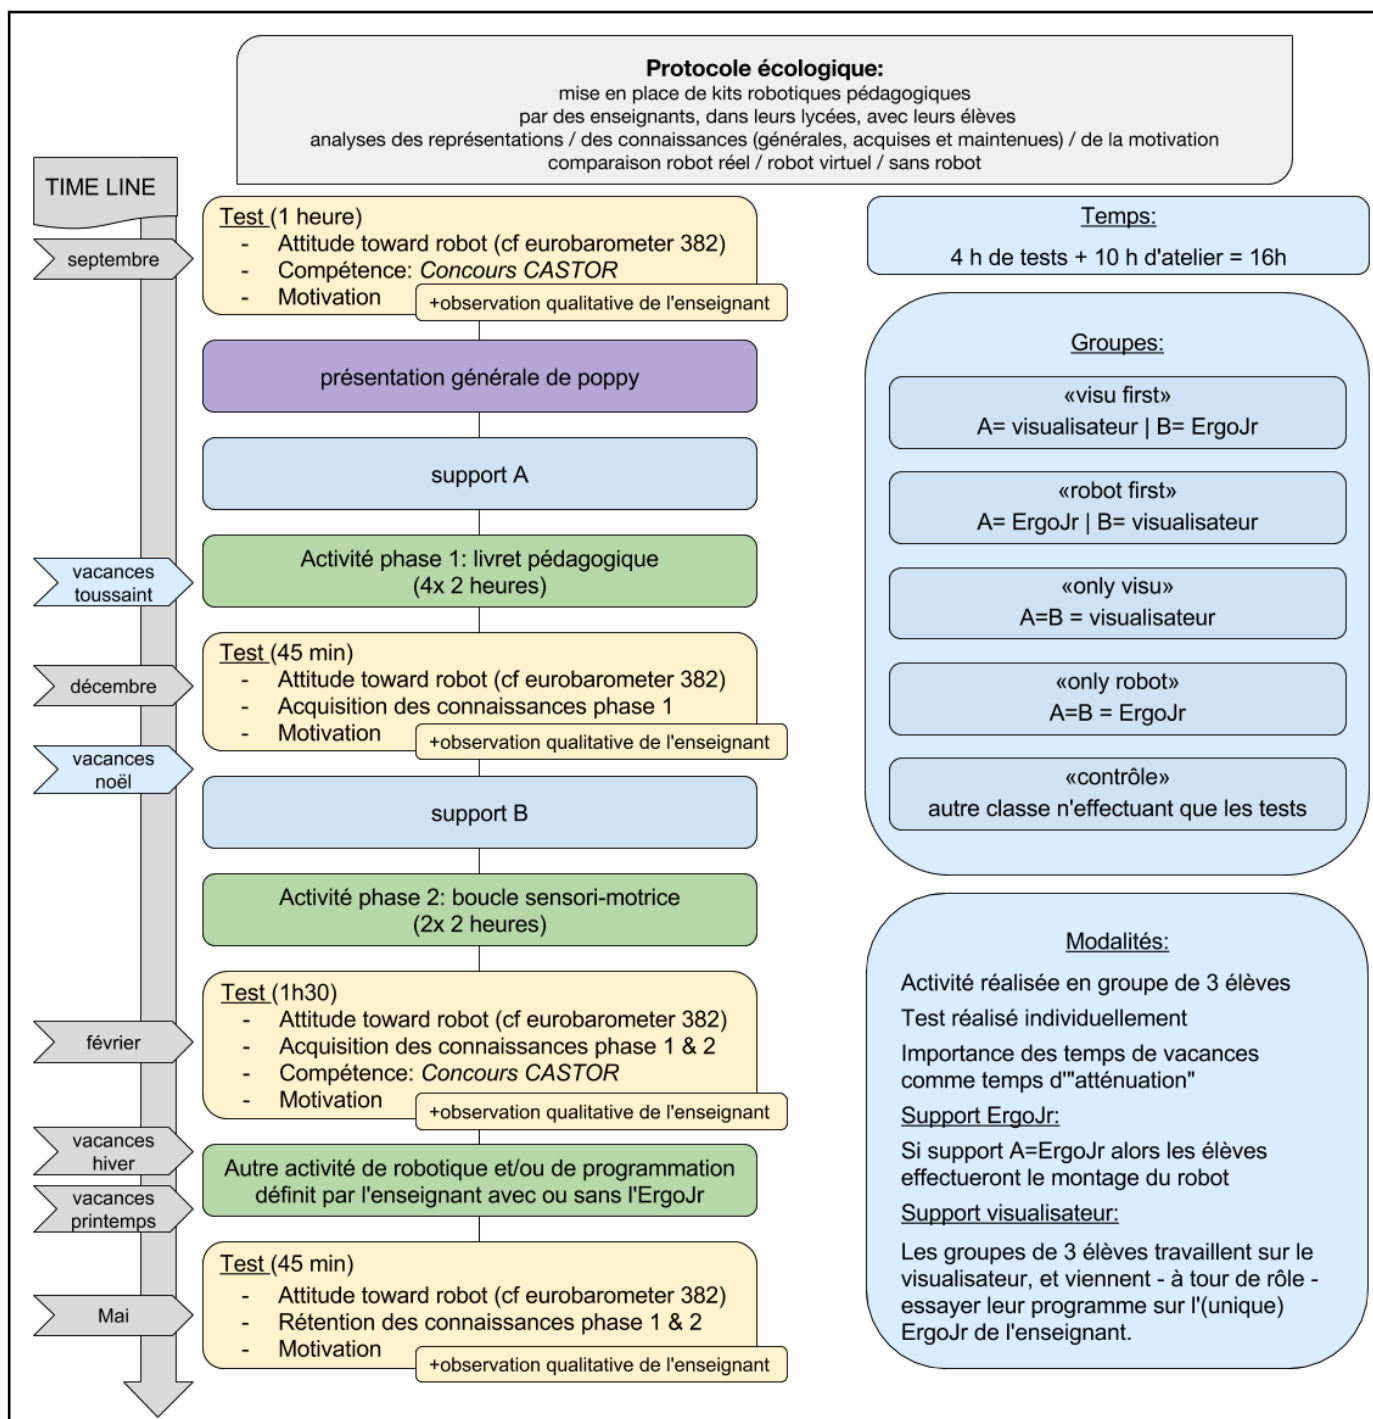 Protocole écologique:
mise en place de kits robotiques pédagogiques
par des enseignants, dans leurs lycées, avec leurs élèves
analyses des représentations / des connaissances (générales, acquises et maintenues) / de la motivation
comparaison robot réel / robot virtuel / sans robot
TIME LINE
septembre
vacances
toussaint
décembre
vacances
noël
février
vacances
hiver
vacances
printemps
Mai
Test (1 heure)
- Attitude toward robot (cf eurobarometer 382)
- Compétence: Concours CASTOR
- Motivation
+observation qualitative de l'enseignant
présentation générale de poppy
support A
Activité phase 1: livret pédagogique
(4x 2 heures)
Test (45 min)
- Attitude toward robot (cf eurobarometer 382)
- Acquisition des connaissances phase 1
- Motivation
+observation qualitative de l'enseignant
support B
Activité phase 2: boucle sensori-motrice
(2x 2 heures)
Test (1h30)
- Attitude toward robot (cf eurobarometer 382)
- Acquisition des connaissances phase 1 & 2
- Compétence: Concours CASTOR
- Motivation
+observation qualitative de l'enseignant
Autre activité de robotique et/ou de programmation
définit par l'enseignant avec ou sans l'ErgoJr
Test (45 min)
- Attitude toward robot (cf eurobarometer 382)
- Rétention des connaissances phase 1 & 2
- Motivation
+observation qualitative de l'enseignant
Temps:
4 h de tests + 10 h d'atelier = 16h
Groupes:
«visu first»
A= visualisateur | B= ErgoJr
«robot first»
A= ErgoJr | B= visualisateur
«only visu»
A=B = visualisateur
«only robot»
A=B = ErgoJr
«contrôle»
autre classe n'effectuant que les tests
Modalités:
Activité réalisée en groupe de 3 élèves
Test réalisé individuellement
Importance des temps de vacances
comme temps d'"atténuation"
Support ErgoJr:
Si support A=ErgoJr alors les élèves
effectueront le montage du robot
Support visualisateur:
Les groupes de 3 élèves travaillent sur le
visualisateur, et viennent - à tour de rôle -
essayer leur programme sur l'(unique)
ErgoJr de l'enseignant.